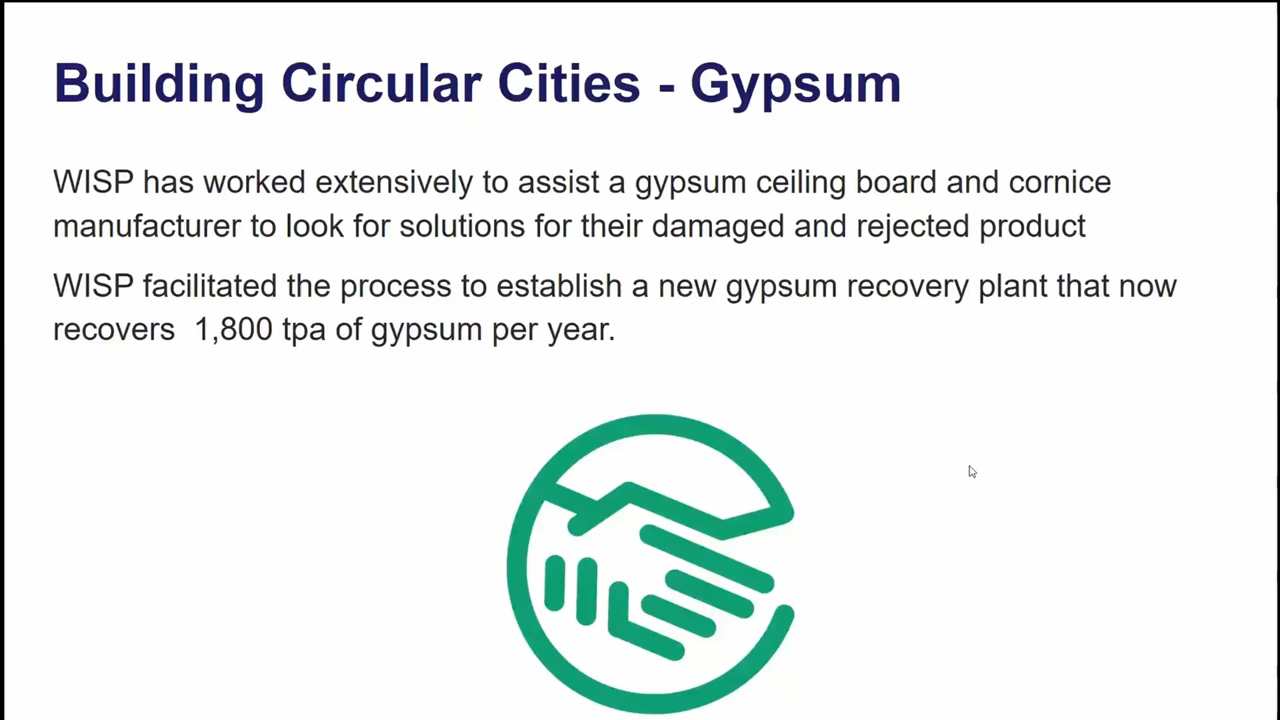 Building Circular Cities - Gypsum
WISP has worked extensively to assist a gypsum ceiling board and cornice
manufacturer to look for solutions for their damaged and rejected product
WISP facilitated the process to establish a new gypsum recovery plant that now
recovers  1,800 tpa of gypsum per year.